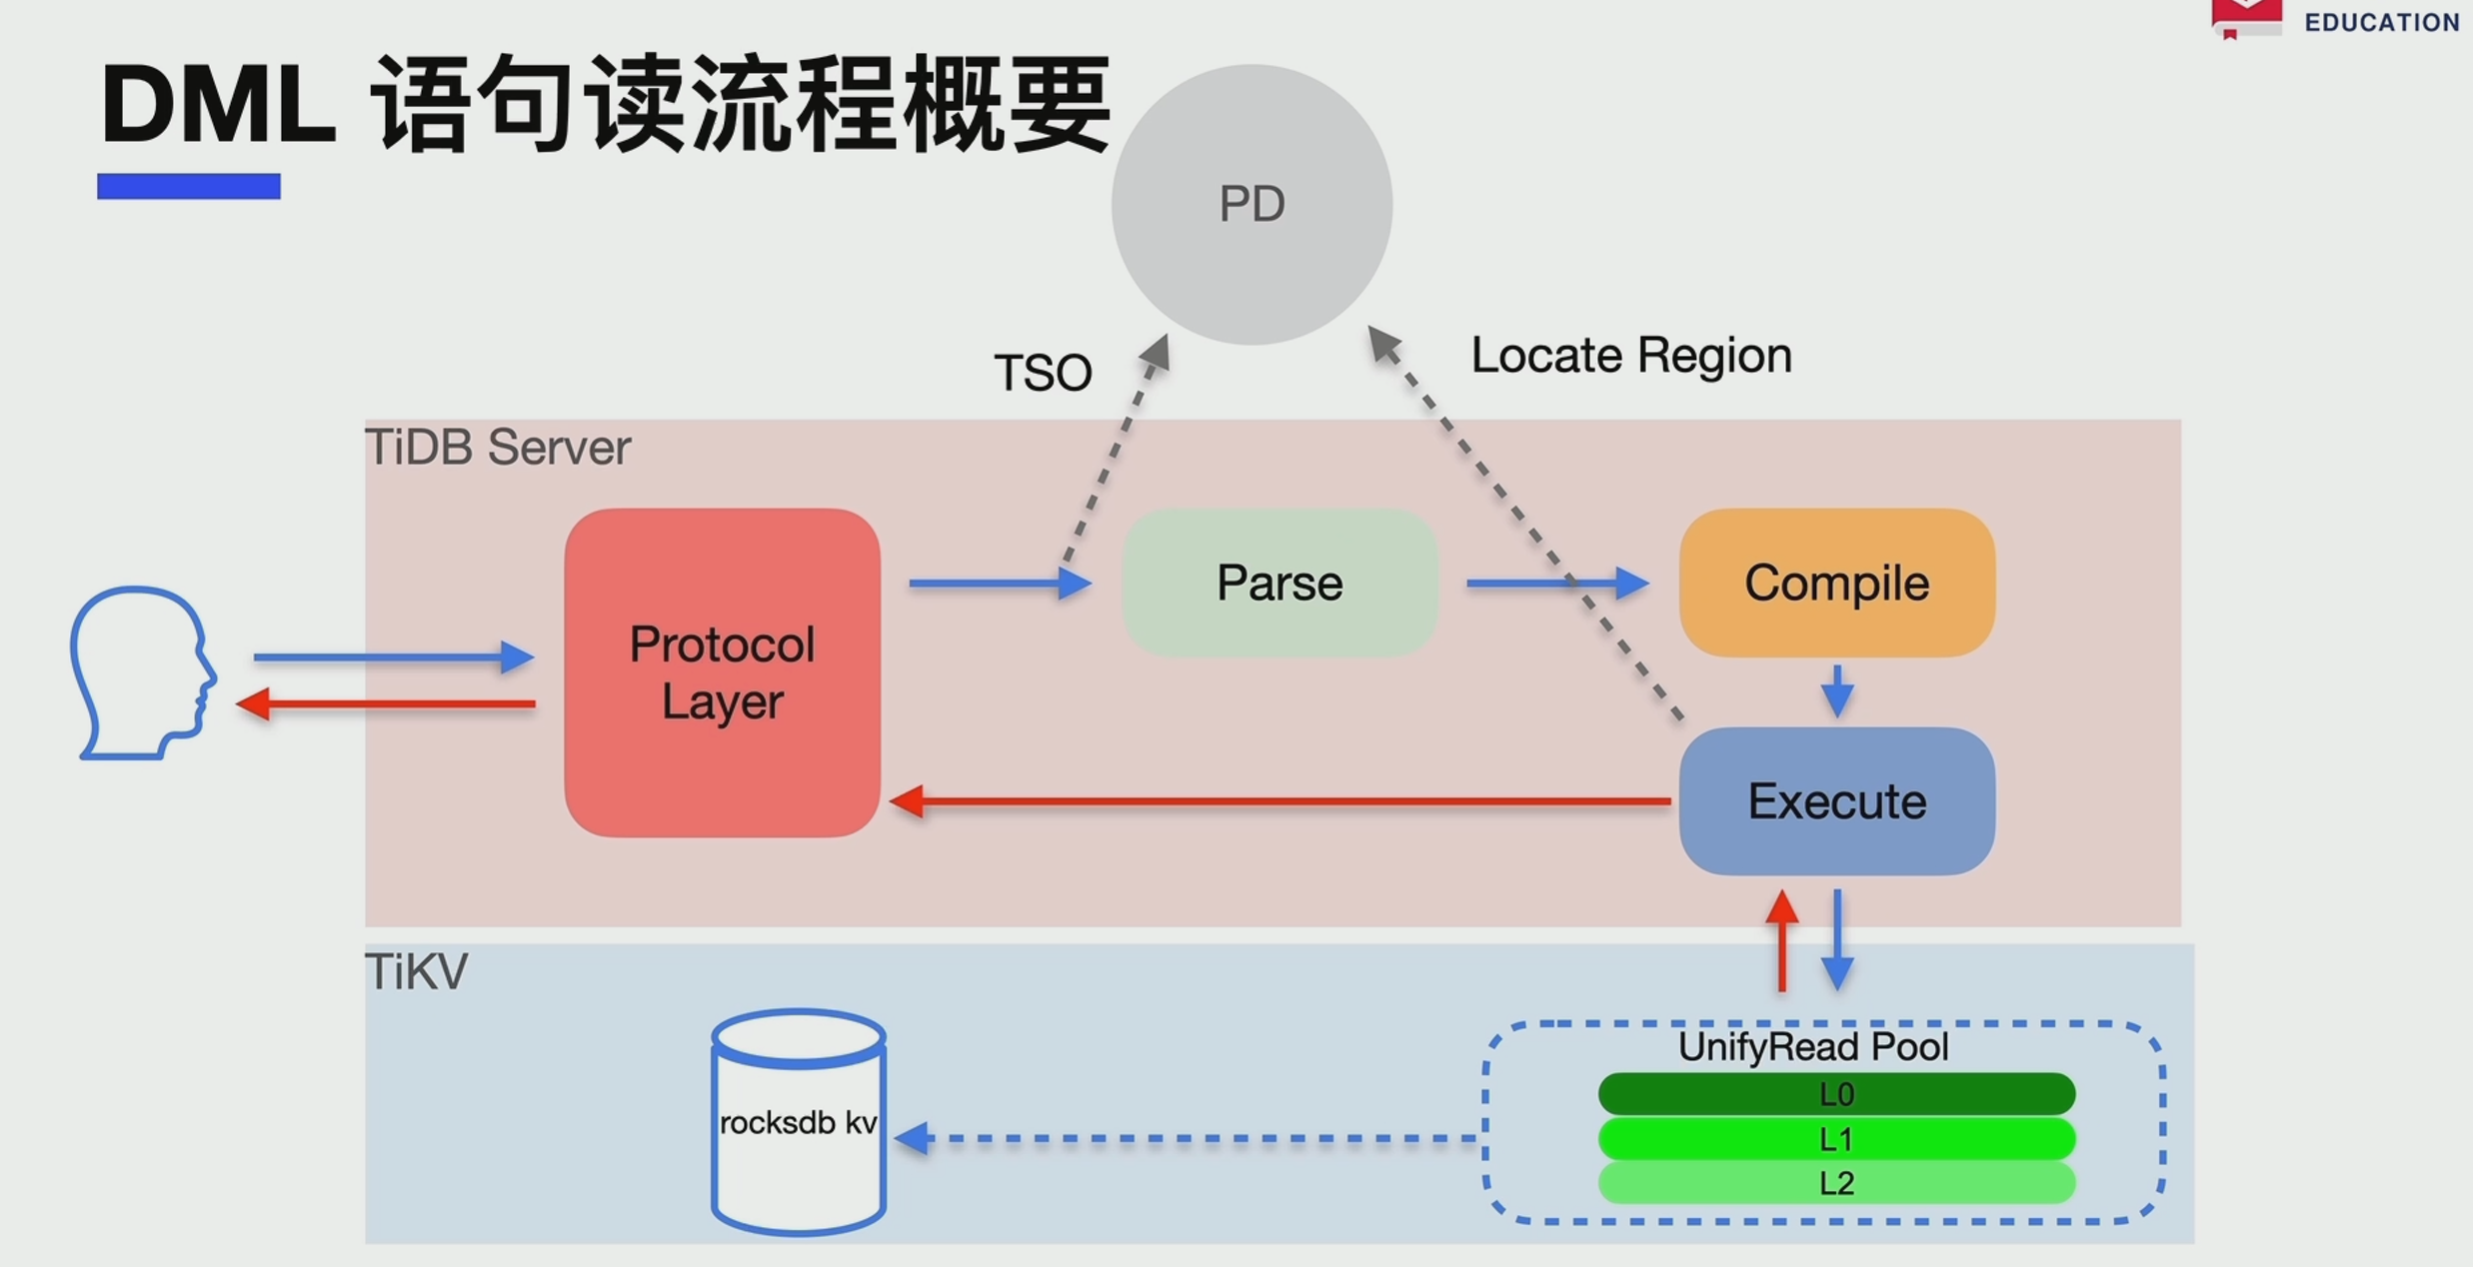 EDUCATION
DML 语句读流程概要
PD
TSO
Locate Region
TiDB Server
Protocol
Layer
Parse
Compile
Execute
TiKV
rocksdb kv
UnifyRead Pool
L0
L1
L2